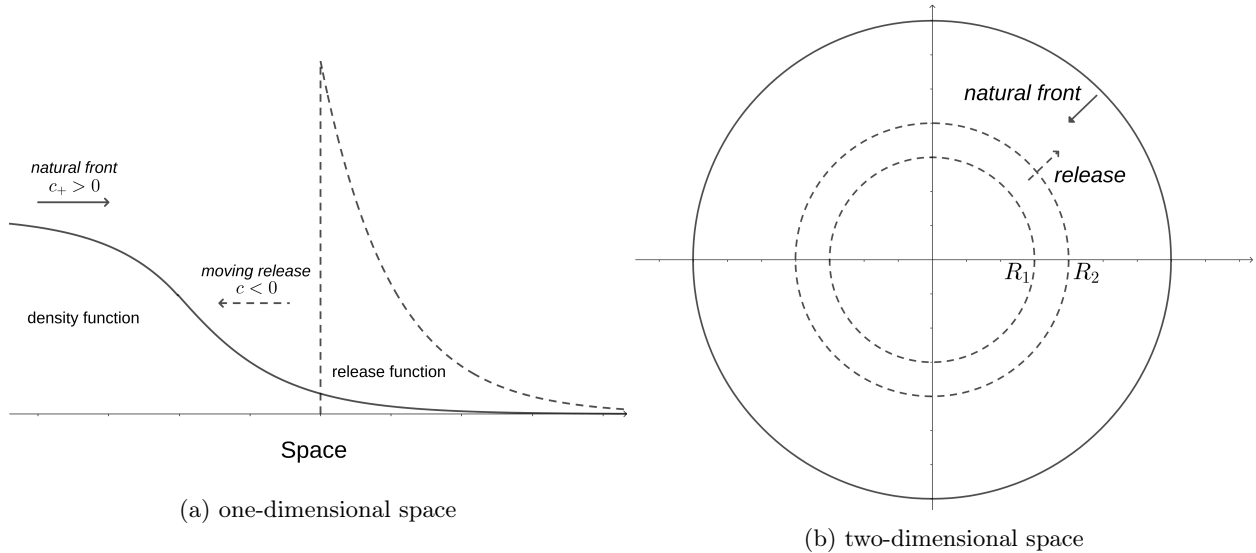 natural front
c₊ > 0
moving release
c < 0
density function
release function
Space
(a) one-dimensional space
natural front
release
R₁ R₂
(b) two-dimensional space